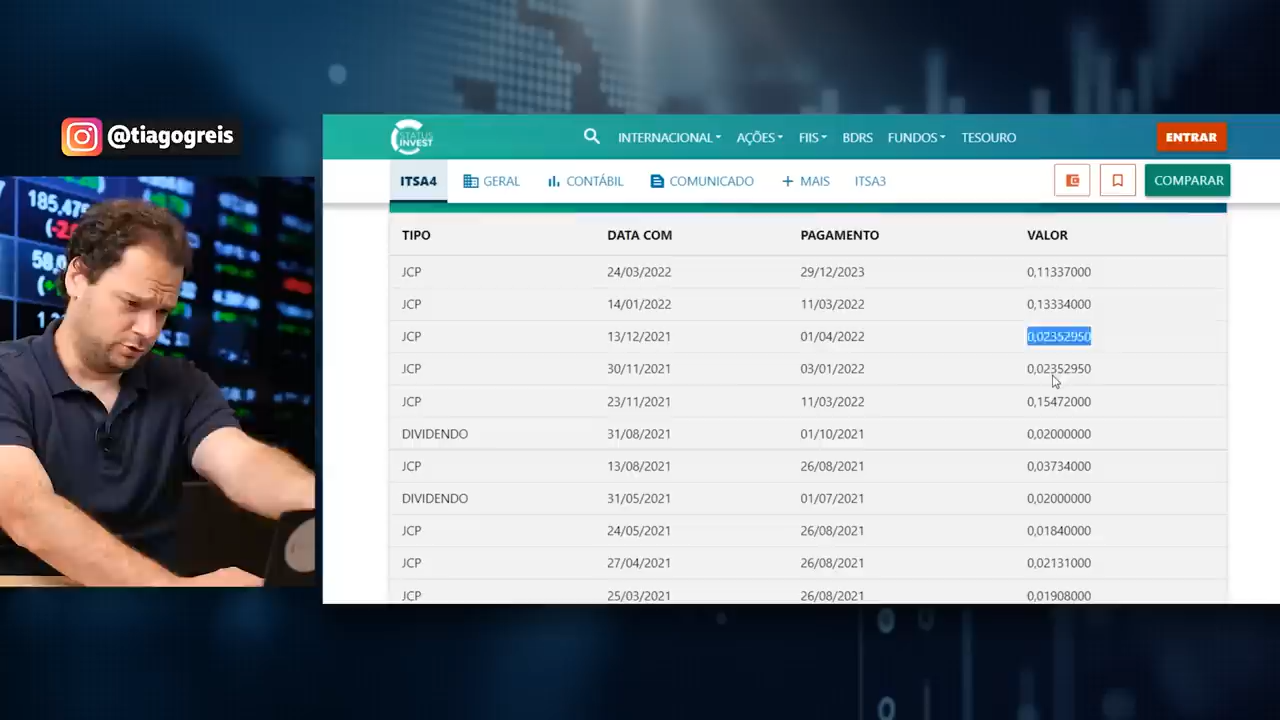 @tiagogreis
185,475
(-2.0
58,0
STATUS
INVEST
INTERNACIONAL
AÇÕES
FIIS
BDRS
FUNDOS
TESOURO
ENTRAR
ITSA4
GERAL
CONTÁBIL
COMUNICADO
+ MAIS
ITSA3
COMPARAR
TIPO DATA COM PAGAMENTO VALOR
JCP 24/03/2022 29/12/2023 0,11337000
JCP 14/01/2022 11/03/2022 0,13334000
JCP 13/12/2021 01/04/2022 0,02352950
JCP 30/11/2021 03/01/2022 0,02352950
JCP 23/11/2021 11/03/2022 0,15472000
DIVIDENDO 31/08/2021 01/10/2021 0,02000000
JCP 13/08/2021 26/08/2021 0,03734000
DIVIDENDO 31/05/2021 01/07/2021 0,02000000
JCP 24/05/2021 26/08/2021 0,01840000
JCP 27/04/2021 26/08/2021 0,02131000
JCP 25/03/2021 26/08/2021 0,01908000